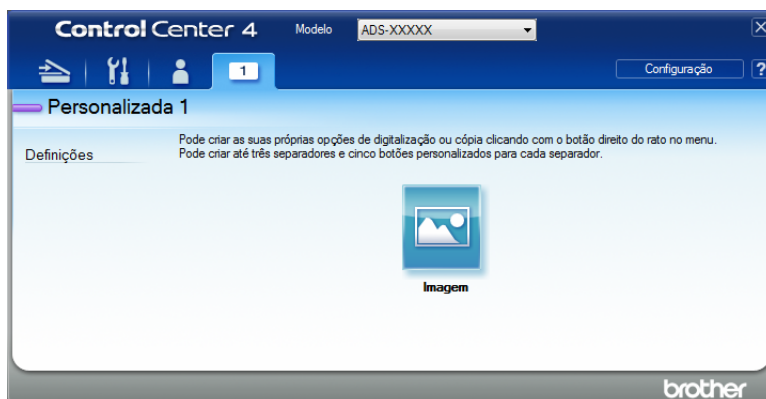 Control Center 4 Modelo ADS-XXXXX
1 Configuração ?
Personalizada 1
Pode criar as suas próprias opções de digitalização ou cópia clicando com o botão direito do rato no menu.
Definições Pode criar até três separadores e cinco botões personalizados para cada separador.
Imagem
brother